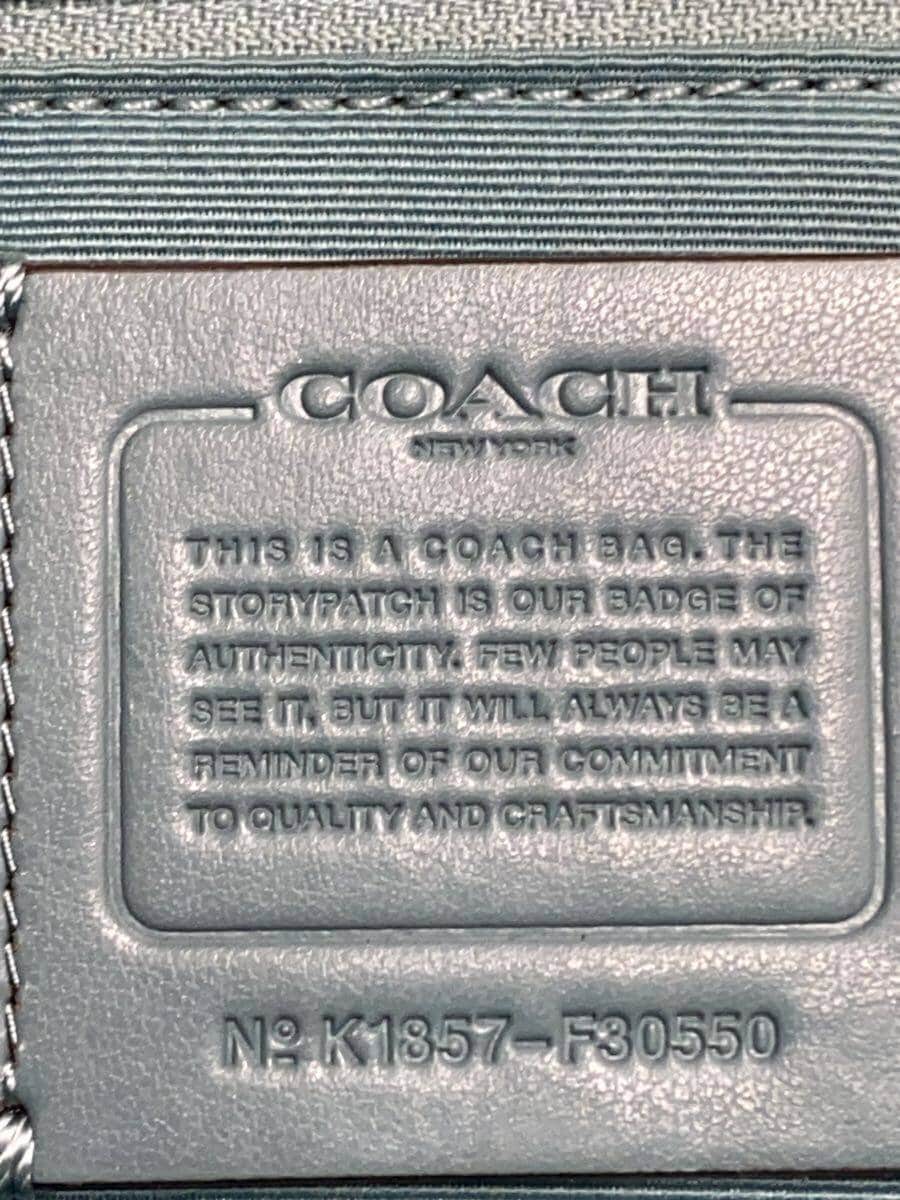 COACH
NEW YORK
THIS IS A COACH BAG. THE
STORYPATCH IS OUR BADGE OF
AUTHENTICITY. FEW PEOPLE MAY
SEE IT, BUT IT WILL ALWAYS BE A
REMINDER OF OUR COMMITMENT
TO QUALITY AND CRAFTSMANSHIP.
Nº K1857-F30550